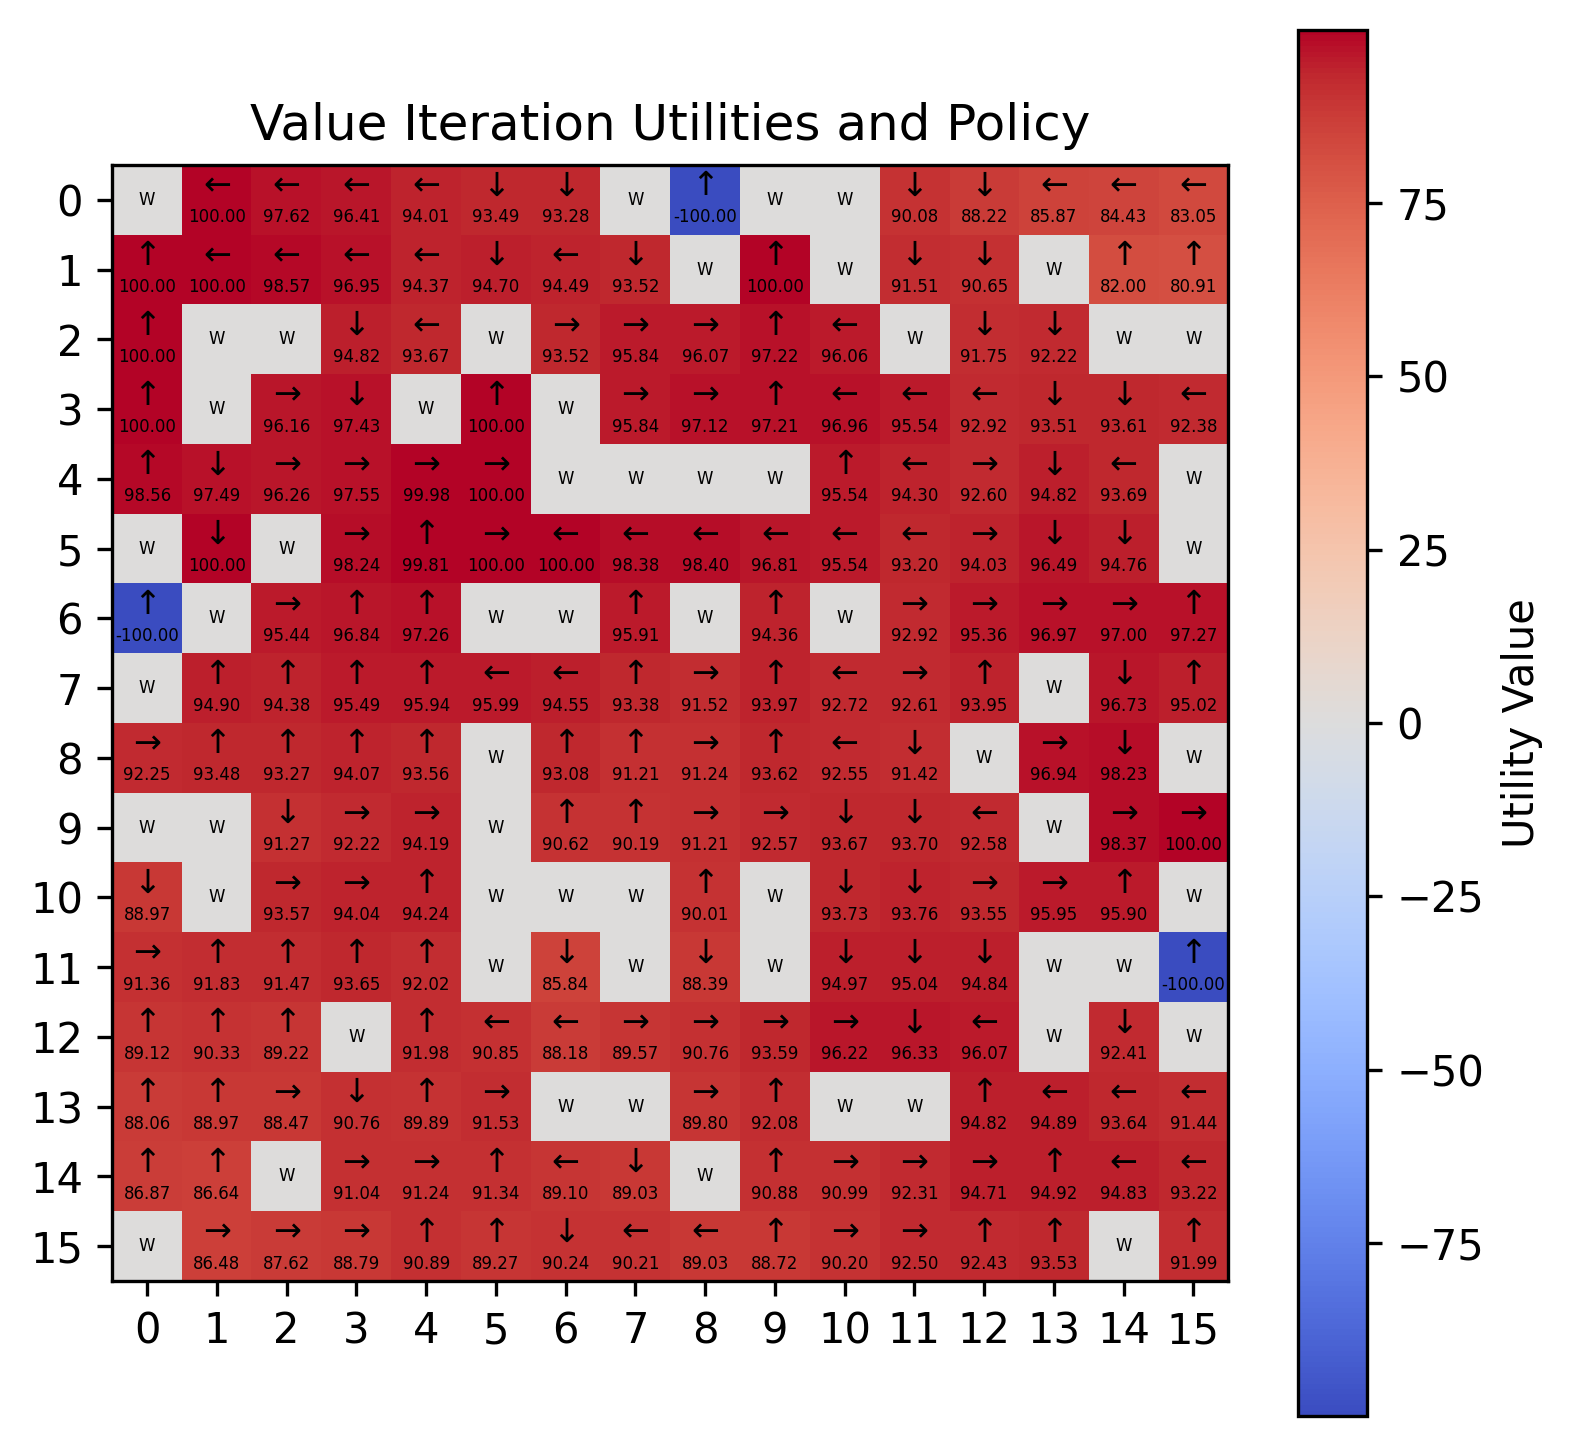 Value Iteration Utilities and Policy
0 W ← ← ← ← ↓ ↓ W ↑ W W ↓ ↓ ← ← ←
100.00 97.62 96.41 94.01 93.49 93.28 -100.00 90.08 88.22 85.87 84.43 83.05
1 ↑ ← ← ← ← ↓ ← ↓ W ↑ W ↓ ↓ W ↑ ↑
100.00 100.00 98.57 96.95 94.37 94.70 94.49 93.52 100.00 91.51 90.65 82.00 80.91
2 ↑ W W ↓ ← W → → → ↑ ← W ↓ ↓ W W
100.00 94.82 93.67 93.52 95.84 96.07 97.22 96.06 91.75 92.22
3 ↑ W → ↓ W ↑ W → → ↑ ← ← ← ↓ ↓ ←
100.00 96.16 97.43 100.00 95.84 97.12 97.21 96.96 95.54 92.92 93.51 93.61 92.38
4 ↑ ↓ → → → → W W W W ↑ ← → ↓ ← W
98.56 97.49 96.26 97.55 99.98 100.00 95.54 94.30 92.60 94.82 93.69
5 W ↓ W → ↑ → ← ← ← ← ← ← → ↓ ↓ W
100.00 98.24 99.81 100.00 100.00 98.38 98.40 96.81 95.54 93.20 94.03 96.49 94.76
6 ↑ W → ↑ ↑ W W ↑ W ↑ W → → → → ↑
-100.00 95.44 96.84 97.26 95.91 94.36 92.92 95.36 96.97 97.00 97.27
7 W ↑ ↑ ↑ ↑ ← ← ↑ → ↑ ← → ↑ W ↓ ↑
94.90 94.38 95.49 95.94 95.99 94.55 93.38 91.52 93.97 92.72 92.61 93.95 96.73 95.02
8 → ↑ ↑ ↑ ↑ W ↑ ↑ → ↑ ← ↓ W → ↓ W
92.25 93.48 93.27 94.07 93.56 93.08 91.21 91.24 93.62 92.55 91.42 96.94 98.23
9 W W ↓ → → W ↑ ↑ → → ↓ ↓ ← W → →
91.27 92.22 94.19 90.62 90.19 91.21 92.57 93.67 93.70 92.58 98.37 100.00
10 ↓ W → → ↑ W W W ↑ W ↓ ↓ → → ↑ W
88.97 93.57 94.04 94.24 90.01 93.73 93.76 93.55 95.95 95.90
11 → ↑ ↑ ↑ ↑ W ↓ W ↓ W ↓ ↓ ↓ W W ↑
91.36 91.83 91.47 93.65 92.02 85.84 88.39 94.97 95.04 94.84 -100.00
12 ↑ ↑ ↑ W ↑ ← ← → → → → ↓ ← W ↓ W
89.12 90.33 89.22 91.98 90.85 88.18 89.57 90.76 93.59 96.22 96.33 96.07 92.41
13 ↑ ↑ → ↓ ↑ → W W → ↑ W W ↑ ← ← ←
88.06 88.97 88.47 90.76 89.89 91.53 89.80 92.08 94.82 94.89 93.64 91.44
14 ↑ ↑ W → → ↑ ← ↓ W ↑ → → → ↑ ← ←
86.87 86.64 91.04 91.24 91.34 89.10 89.03 90.88 90.99 92.31 94.71 94.92 94.83 93.22
15 W → → → ↑ ↑ ↓ ← ← ↑ → → ↑ ↑ W ↑
86.48 87.62 88.79 90.89 89.27 90.24 90.21 89.03 88.72 90.20 92.50 92.43 93.53 91.99
0 1 2 3 4 5 6 7 8 9 10 11 12 13 14 15
75
50
25
0
−25
−50
−75
Utility Value